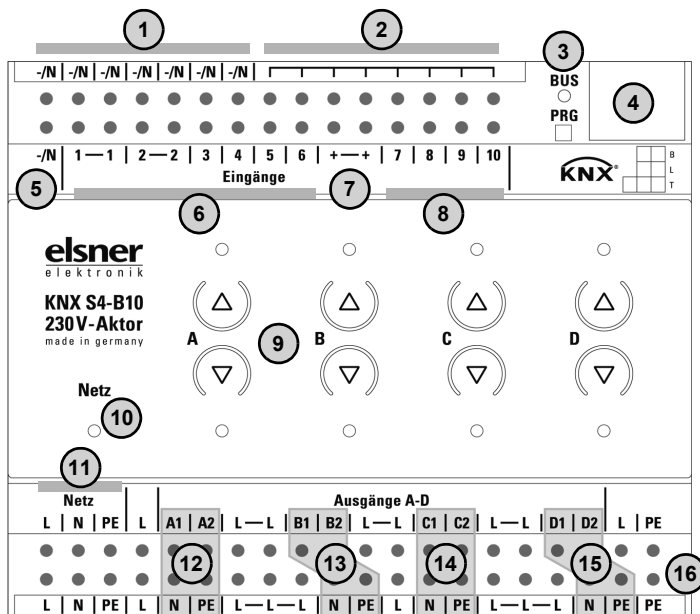 1 2 3
-/N -/N -/N -/N -/N -/N -/N
BUS
4
PRG
-/N 1 — 1 2 — 2 3 4 5 6 + — + 7 8 9 10
B
L
T
KNX®
Eingänge
5 6 7 8
elsner
elektronik
KNX S4-B10
230 V-Aktor
made in germany
A 9 B C D
Netz
10
11
Netz Ausgänge A-D
L N PE L A1 A2 L — L B1 B2 L — L C1 C2 L — L D1 D2 L PE
12 13 14 15 16
L N PE L N PE L — L — L N PE L N PE L — L — L N PE